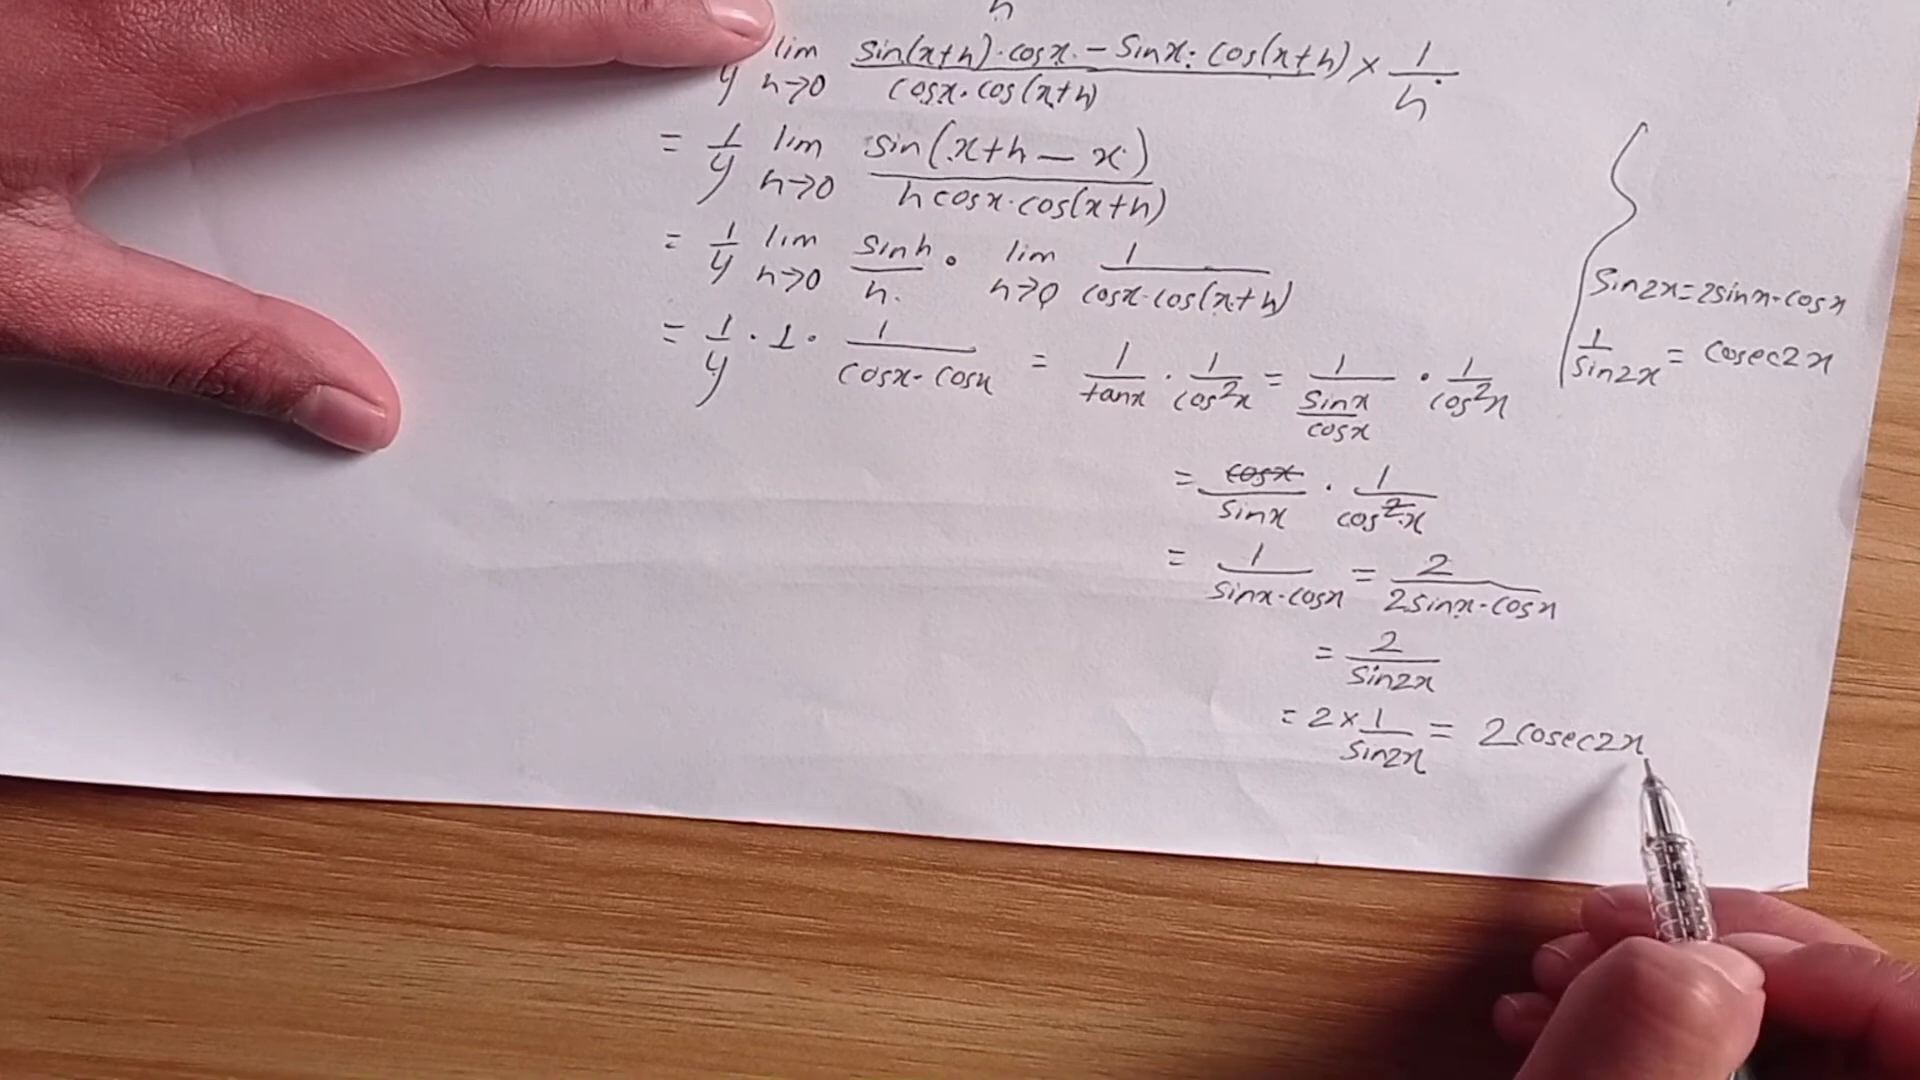 h
1/y lim h→0 sin(x+h)·cosx - sinx·cos(x+h) / cosx·cos(x+h) × 1/h
= 1/y lim h→0 sin(x+h-x) / hcosx·cos(x+h)
= 1/y lim h→0 sinh/h · lim h→0 1 / cosx·cos(x+h)
= 1/y · 1 · 1 / cosx·cosx = 1/tanx · 1/cos²x = 1 / (sinx/cosx) · 1/cos²x
= cosx/sinx · 1/cos²x
= 1 / sinx·cosx = 2 / 2sinx·cosx
= 2/sin2x
= 2 × 1/sin2x = 2cosec2x
sin2x = 2sinx·cosx
1/sin2x = cosec2x